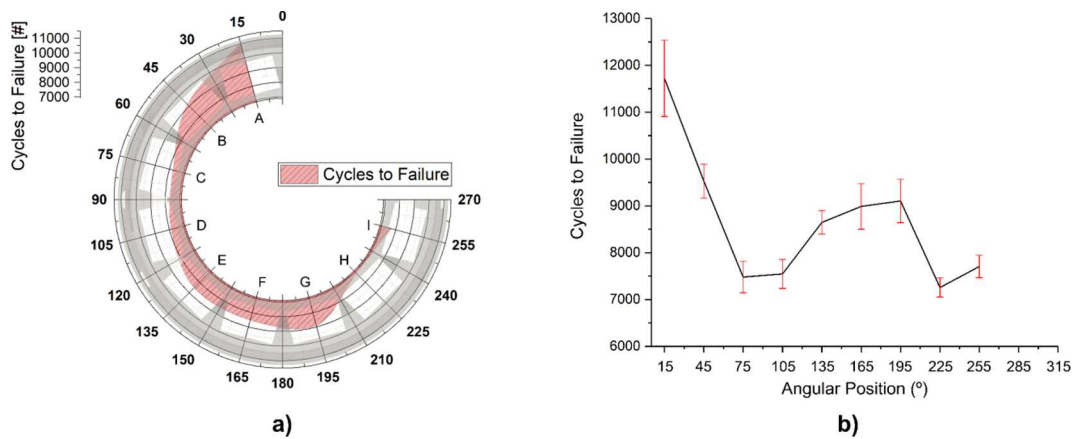 Cycles to Failure [#]
11000
10000
9000
8000
7000
0
15
30
45
60
75
90
105
120
135
150
165
180
195
210
225
240
255
270
A
B
C
D
E
F
G
H
I
Cycles to Failure
a)
Cycles to Failure
13000
12000
11000
10000
9000
8000
7000
6000
15 45 75 105 135 165 195 225 255 285 315
Angular Position (º)
b)